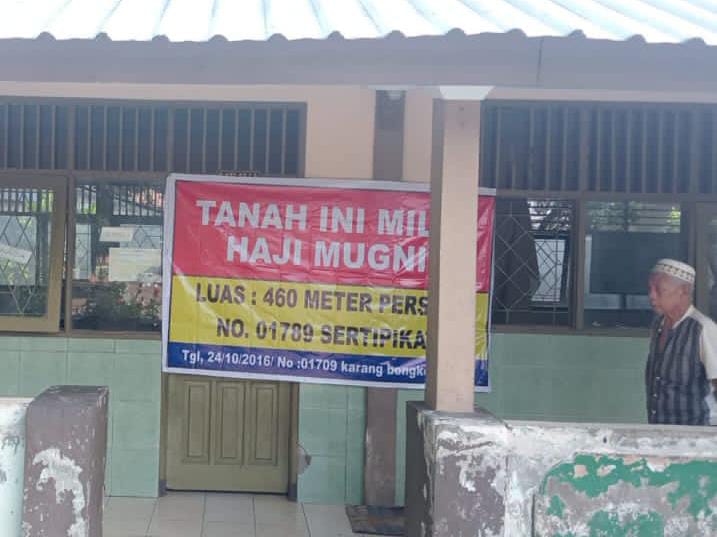 TANAH INI MIL
HAJI MUGNI
LUAS : 460 METER PERS
NO. 01789 SERTIPIKA
Tgl, 24/10/2016/ No :01709 karang bongk